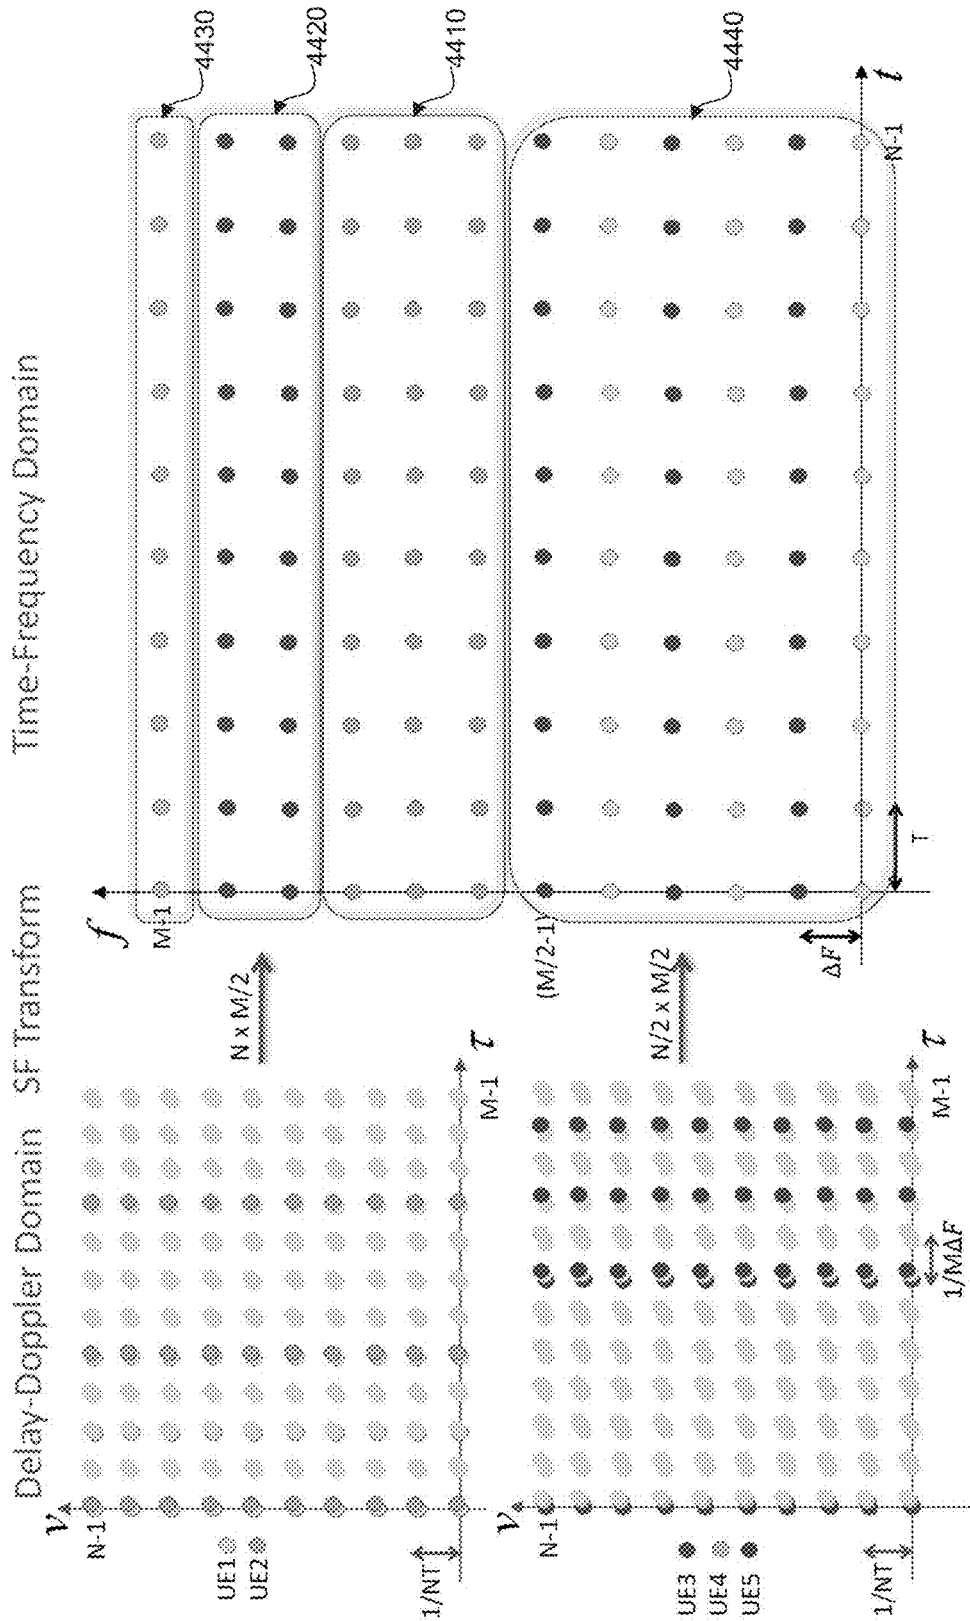 Delay-Doppler Domain
SF Transform
Time-Frequency Domain
ν
N-1
UE1
UE2
1/NT
M-1
τ
N x M/2
ν
N-1
UE3
UE4
UE5
1/NT
1/MΔF
M-1
τ
N/2 x M/2
f
M-1
(M/2-1)
ΔF
T
N-1
t
4430
4420
4410
4440